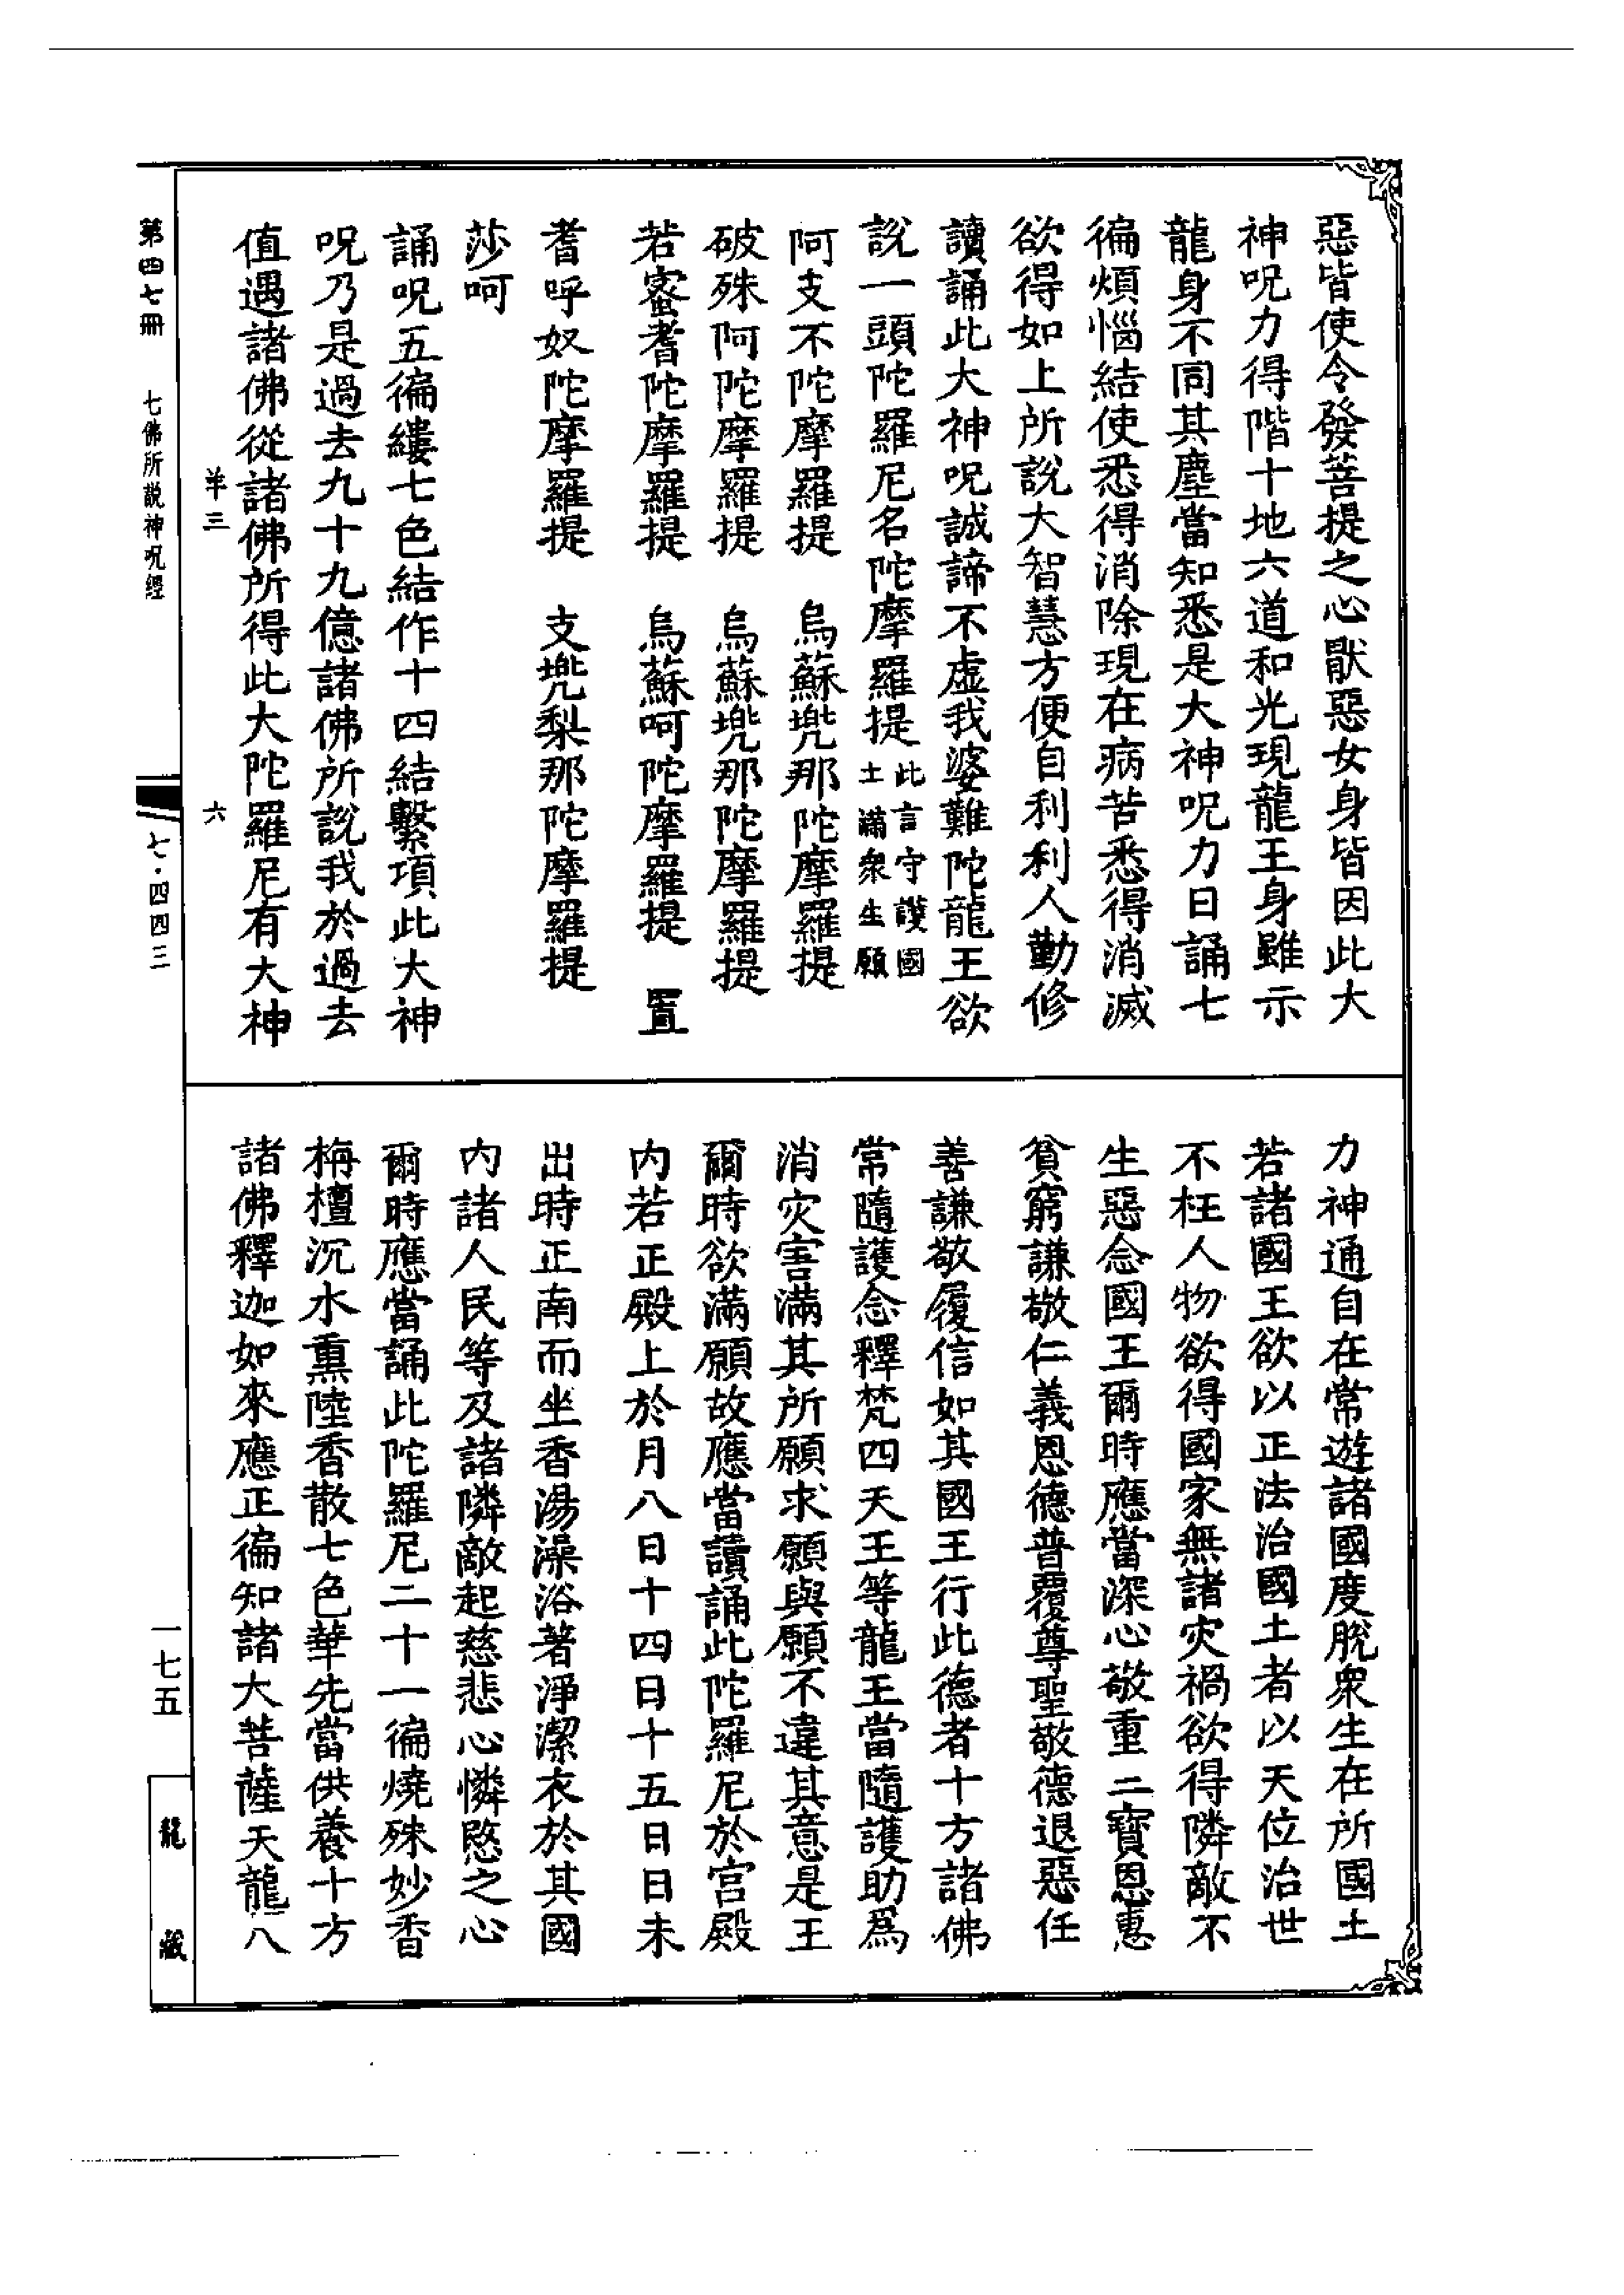 惡皆使令發菩提之心厭惡女身皆因此大
神呪力得階十地六道和光現龍王身雖示
龍身不同其塵當知悉是大神呪力日誦七
徧煩惱結使悉得消除現在病苦悉得消滅
欲得如上所說大智慧方便自利利人勤修
讀誦此大神呪誠諦不虛我婆難陀龍王欲
說一頭陀羅尼名陀摩羅提此言守護國土滿衆生願
阿支不陀摩羅提　烏蘇兠那陀摩羅提
破殊阿陀摩羅提　烏蘇兠那陀摩羅提
若蜜耆陀摩羅提　烏蘇呵陀摩羅提　置
耆呼奴陀摩羅提　支兠梨那陀摩羅提
莎呵
誦呪五徧縷七色結作十四結繫項此大神
呪乃是過去九十九億諸佛所說我於過去
值遇諸佛從諸佛所得此大陀羅尼有大神
羊三　六
力神通自在常遊諸國度脫衆生在所國土
若諸國王欲以正法治國土者以天位治世
不枉人物欲得國家無諸灾禍欲得隣敵不
生惡念國王爾時應當深心敬重二寶恩惠
貧窮謙敬仁義恩德普覆尊聖敬德退惡任
善謙敬履信如其國王行此德者十方諸佛
常隨護念釋梵四天王等龍王當隨護助爲
消灾害滿其所願求願與願不違其意是王
爾時欲滿願故應當讀誦此陀羅尼於宫殿
内若正殿上於月八日十四日十五日日未
出時正南而坐香湯澡浴著淨潔衣於其國
内諸人民等及諸隣敵起慈悲心憐愍之心
爾時應當誦此陀羅尼二十一徧燒殊妙香
栴檀沉水熏陸香散七色華先當供養十方
諸佛釋迦如來應正徧知諸大菩薩天龍八
第四七冊　七佛所説神呪經
七·四四三
一七五
龍藏